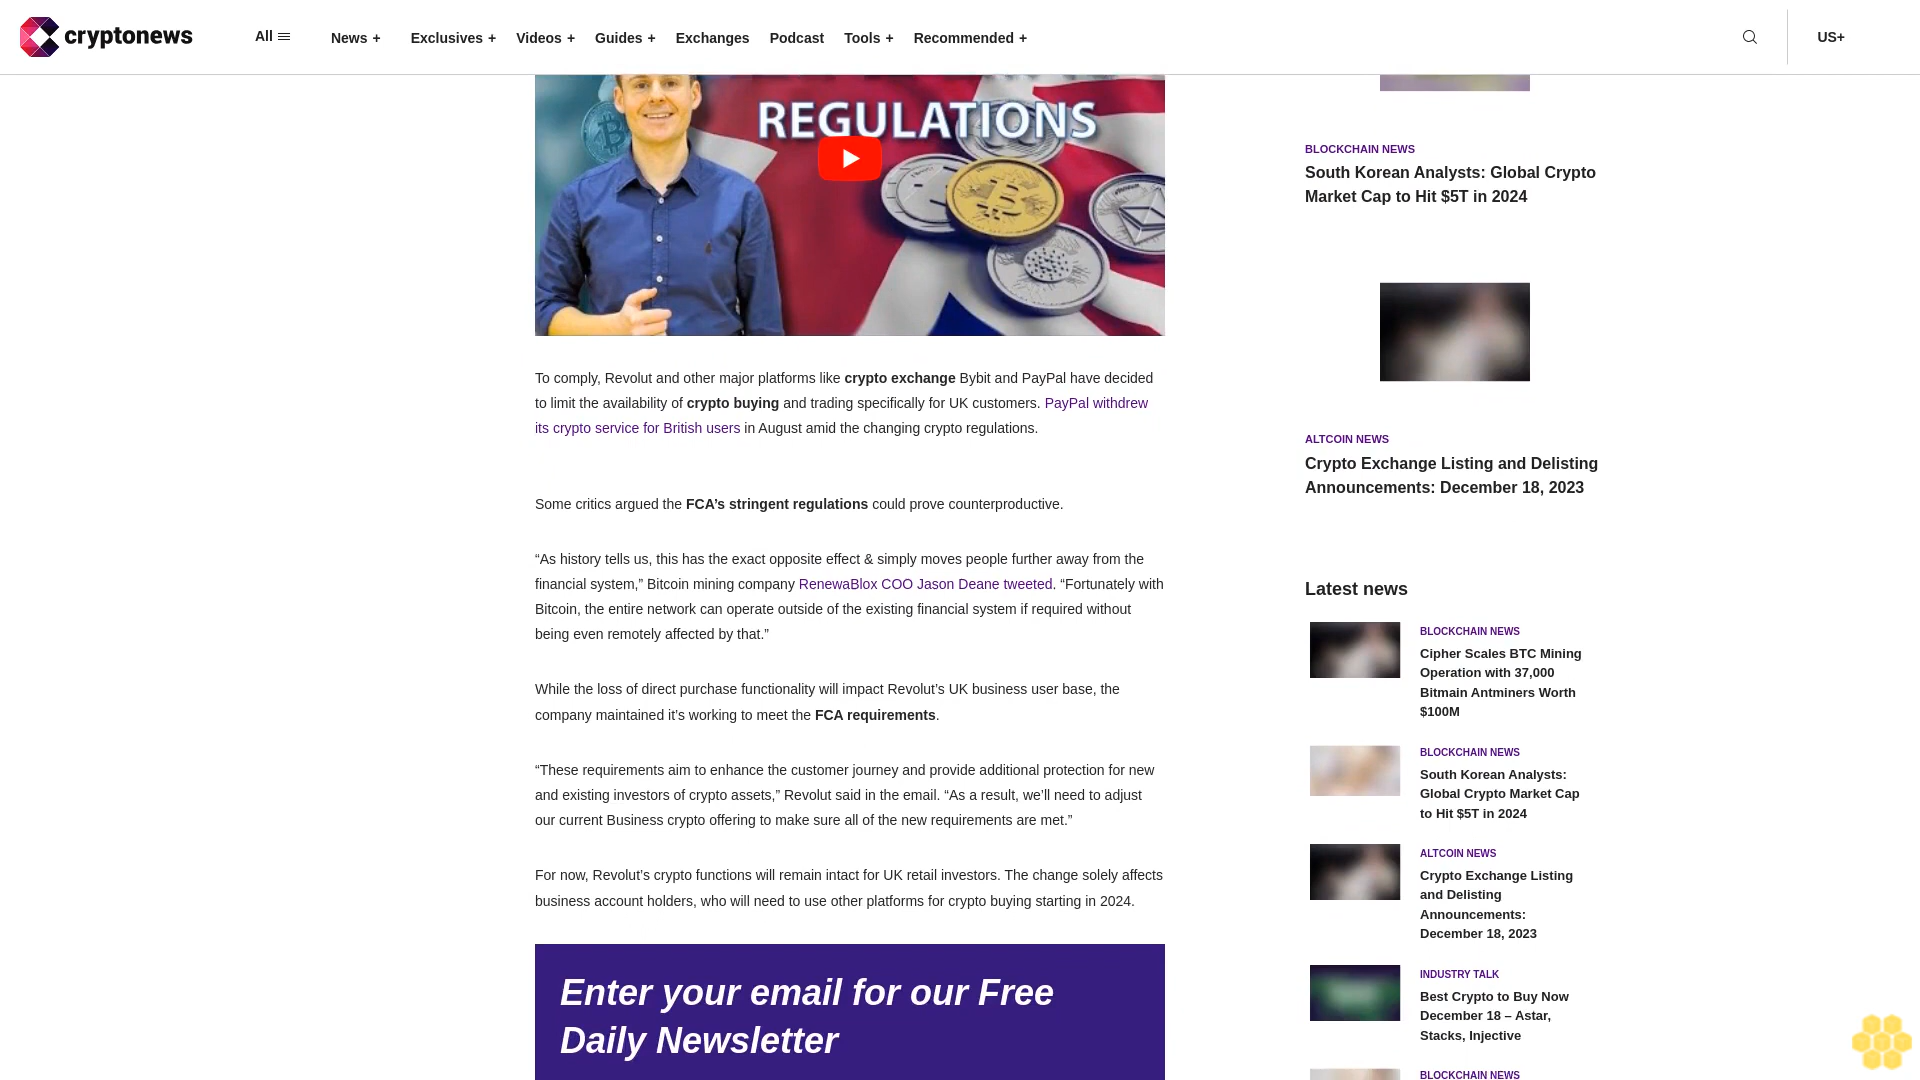 cryptonews
All
News +
Exclusives +
Videos +
Guides +
Exchanges
Podcast
Tools +
Recommended +
US+
REGULATIONS
To comply, Revolut and other major platforms like crypto exchange Bybit and PayPal have decided
to limit the availability of crypto buying and trading specifically for UK customers. PayPal withdrew
its crypto service for British users in August amid the changing crypto regulations.
Some critics argued the FCA’s stringent regulations could prove counterproductive.
“As history tells us, this has the exact opposite effect & simply moves people further away from the
financial system,” Bitcoin mining company RenewaBlox COO Jason Deane tweeted. “Fortunately with
Bitcoin, the entire network can operate outside of the existing financial system if required without
being even remotely affected by that.”
While the loss of direct purchase functionality will impact Revolut’s UK business user base, the
company maintained it’s working to meet the FCA requirements.
“These requirements aim to enhance the customer journey and provide additional protection for new
and existing investors of crypto assets,” Revolut said in the email. “As a result, we’ll need to adjust
our current Business crypto offering to make sure all of the new requirements are met.”
For now, Revolut’s crypto functions will remain intact for UK retail investors. The change solely affects
business account holders, who will need to use other platforms for crypto buying starting in 2024.
Enter your email for our Free
Daily Newsletter
BLOCKCHAIN NEWS
South Korean Analysts: Global Crypto
Market Cap to Hit $5T in 2024
ALTCOIN NEWS
Crypto Exchange Listing and Delisting
Announcements: December 18, 2023
Latest news
BLOCKCHAIN NEWS
Cipher Scales BTC Mining
Operation with 37,000
Bitmain Antminers Worth
$100M
BLOCKCHAIN NEWS
South Korean Analysts:
Global Crypto Market Cap
to Hit $5T in 2024
ALTCOIN NEWS
Crypto Exchange Listing
and Delisting
Announcements:
December 18, 2023
INDUSTRY TALK
Best Crypto to Buy Now
December 18 – Astar,
Stacks, Injective
BLOCKCHAIN NEWS